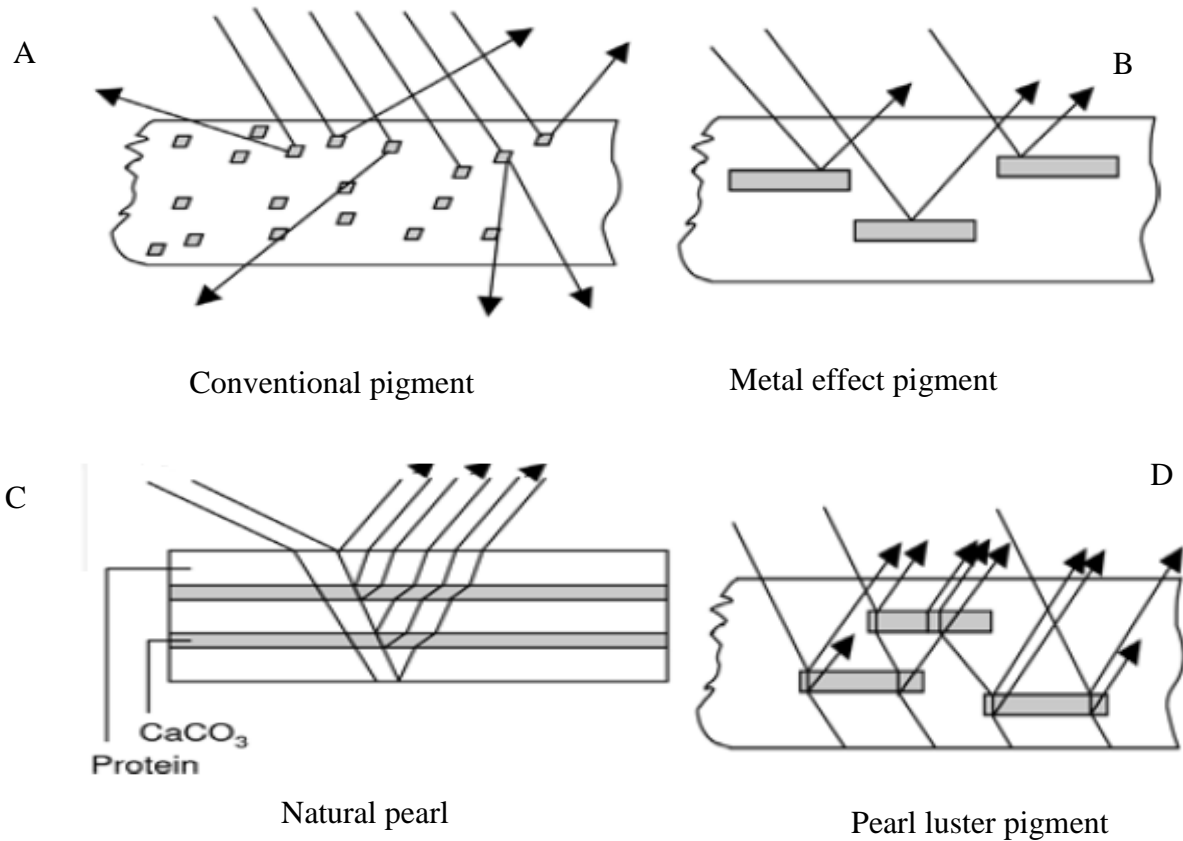 A
B
Conventional pigment
Metal effect pigment
C
D
CaCO₃
Protein
Natural pearl
Pearl luster pigment